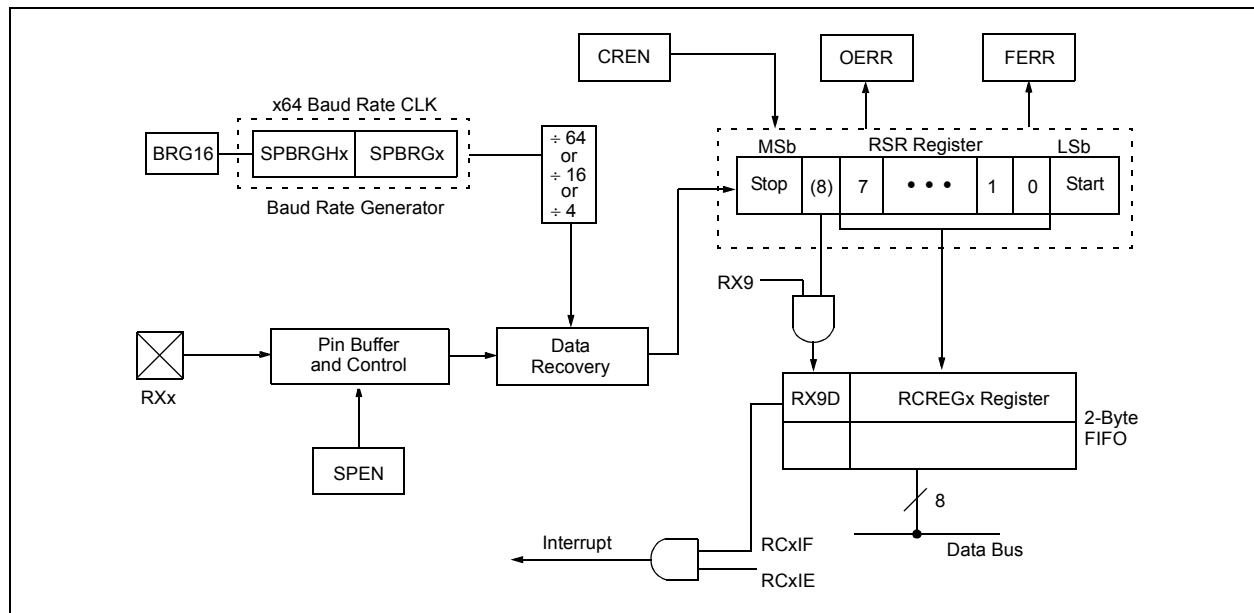 CREN
OERR
FERR
x64 Baud Rate CLK
BRG16
SPBRGHx
SPBRGx
Baud Rate Generator
÷ 64
or
÷ 16
or
÷ 4
MSb
RSR Register
LSb
Stop
(8)
7
• • •
1
0
Start
RX9
RXx
Pin Buffer
and Control
Data
Recovery
SPEN
RX9D
RCREGx Register
2-Byte
FIFO
8
Data Bus
Interrupt
RCxIF
RCxIE